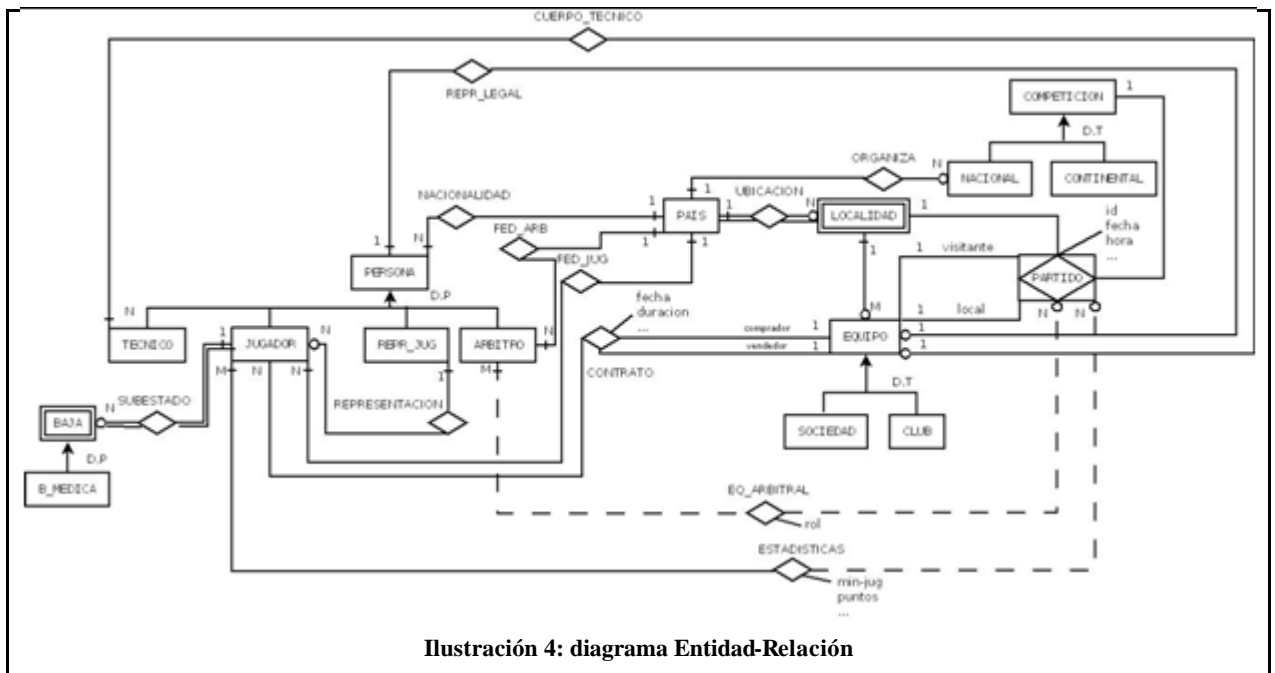 CUERPO_TECNICO
1
1
REPR_LEGAL
COMPETICION
1
D.T
ORGANIZA
N
NACIONAL
CONTINENTAL
1
NACIONALIDAD
UBICACION
N
1
PAIS
1
N
LOCALIDAD
1
id
fecha
hora
...
FED_ARB
1
1
1
1
visitante
1
PERSONA
FED_JUG
PARTIDO
D.P
fecha
duracion
...
M
1
local
N
N
N
TECNICO
1
JUGADOR
N
REPR_JUG
ARBITRO
N
comprador
1
EQUIPO
1
vendedor
1
1
M
N
N
1
M
CONTRATO
D.T
N
SUBESTADO
REPRESENTACION
BAJA
SOCIEDAD
CLUB
D.P
B_MEDICA
EQ_ARBITRAL
rol
ESTADISTICAS
min-jug
puntos
...
Ilustración 4: diagrama Entidad-Relación